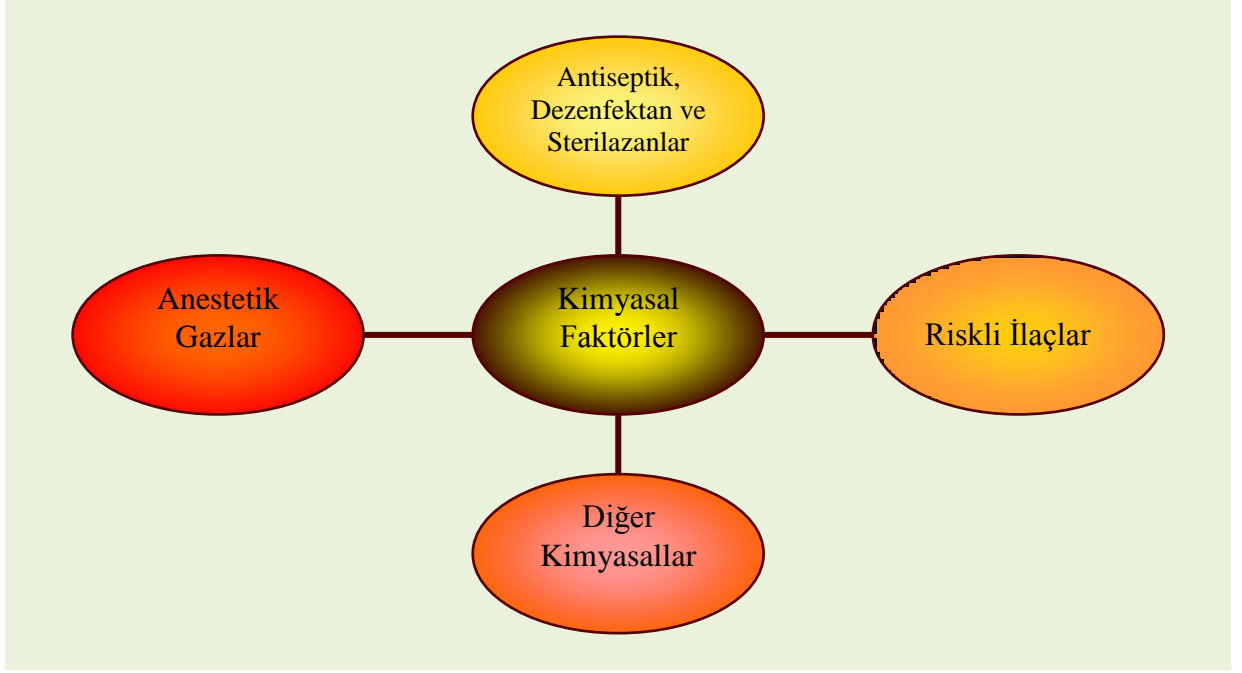 Antiseptik,
Dezenfektan ve
Sterilazanlar
Anestetik
Gazlar
Kimyasal
Faktörler
Riskli İlaçlar
Diğer
Kimyasallar